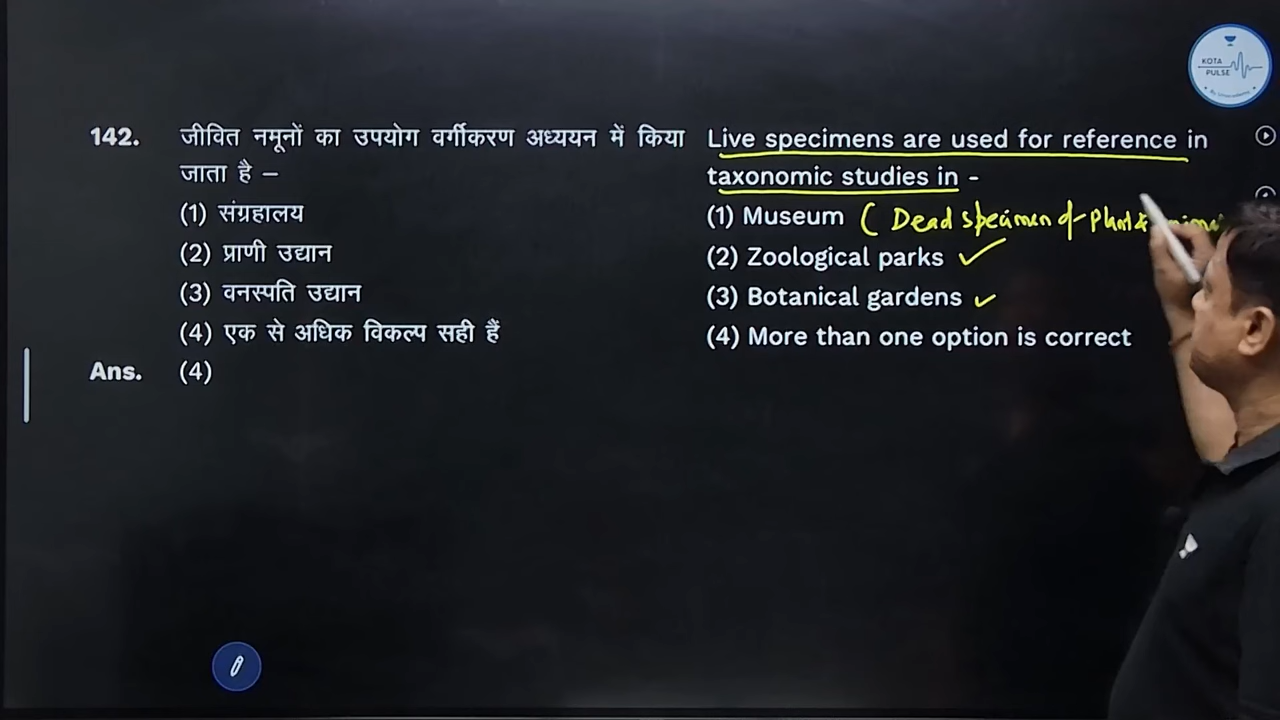 KOTA
PULSE
142. जीवित नमूनों का उपयोग वर्गीकरण अध्ययन में किया
जाता है –
(1) संग्रहालय
(2) प्राणी उद्यान
(3) वनस्पति उद्यान
(4) एक से अधिक विकल्प सही हैं
Ans. (4)
Live specimens are used for reference in
taxonomic studies in -
(1) Museum ( Dead specimen of plant &
(2) Zoological parks
(3) Botanical gardens
(4) More than one option is correct